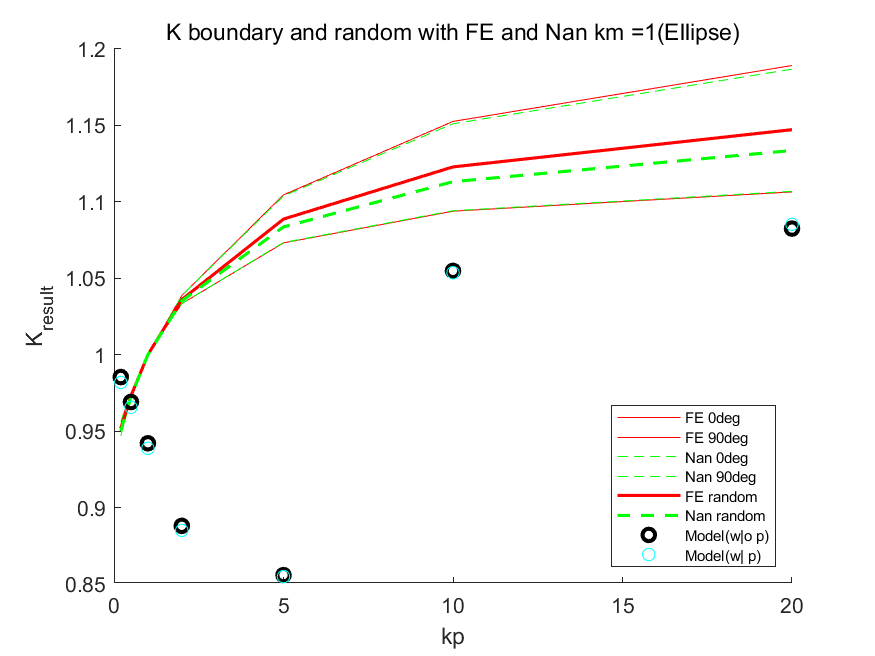 K boundary and random with FE and Nan km =1(Ellipse)
1.2
1.15
1.1
1.05
1
0.95
0.9
0.85
K_result
0 5 10 15 20
kp
FE 0deg
FE 90deg
Nan 0deg
Nan 90deg
FE random
Nan random
Model(w|o p)
Model(w| p)